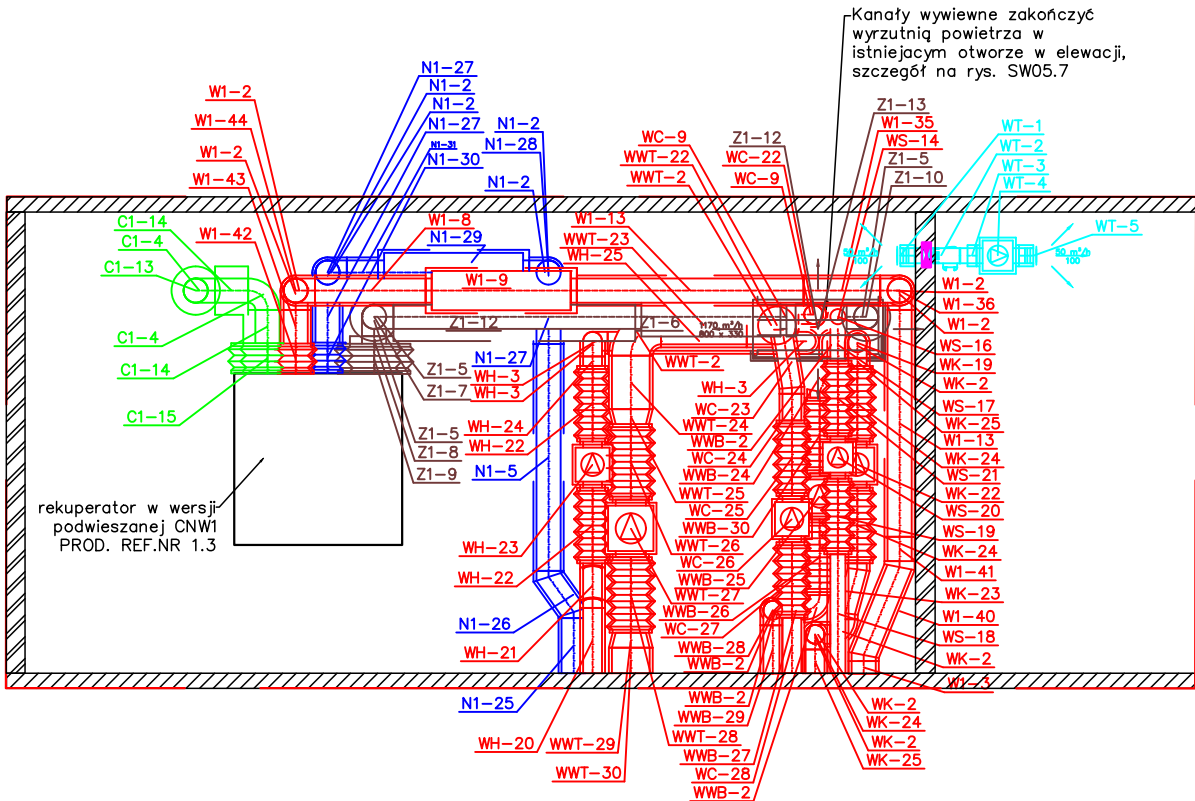 Kanały wywiewne zakończyć
wyrzutnią powietrza w
istniejacym otworze w elewacji,
szczegół na rys. SW05.7
N1-27
N1-2
N1-2
N1-27
N1-31
N1-30
W1-2
W1-44
W1-2
W1-43
W1-42
N1-2
N1-28
N1-2
WC-9
WWT-22
WWT-2
Z1-12
WC-22
WC-9
Z1-13
W1-35
WS-14
Z1-5
Z1-10
WT-1
WT-2
WT-3
WT-4
WT-5
C1-14
C1-4
C1-13
C1-4
C1-14
C1-15
W1-8
N1-29
W1-9
W1-13
WWT-23
WH-25
50 m³/h
100
50 m³/h
100
Z1-12
Z1-6
1170 m³/h
800 x 330
N1-27
Z1-5
Z1-7
WH-3
WH-3
WWT-2
WH-3
WC-23
WWT-24
WWB-2
WC-24
WWB-24
WWT-25
WC-25
WWB-30
WWT-26
WC-26
WWB-25
WWT-27
WWB-26
WC-27
WWB-28
WWB-2
WWB-2
WWB-29
WWT-28
WWB-27
WC-28
WWB-2
W1-2
W1-36
W1-2
WS-16
WK-19
WK-2
WS-17
WK-25
W1-13
WK-24
WS-21
WK-22
WS-20
WS-19
WK-24
W1-41
WK-23
W1-40
WS-18
WK-2
W1-3
WK-2
WK-24
WK-2
WK-25
WH-24
Z1-5
WH-22
Z1-8
N1-5
Z1-9
rekuperator w wersji
podwieszanej CNW1
PROD. REF.NR 1.3
WH-23
WH-22
N1-26
WH-21
N1-25
WH-20
WWT-29
WWT-30